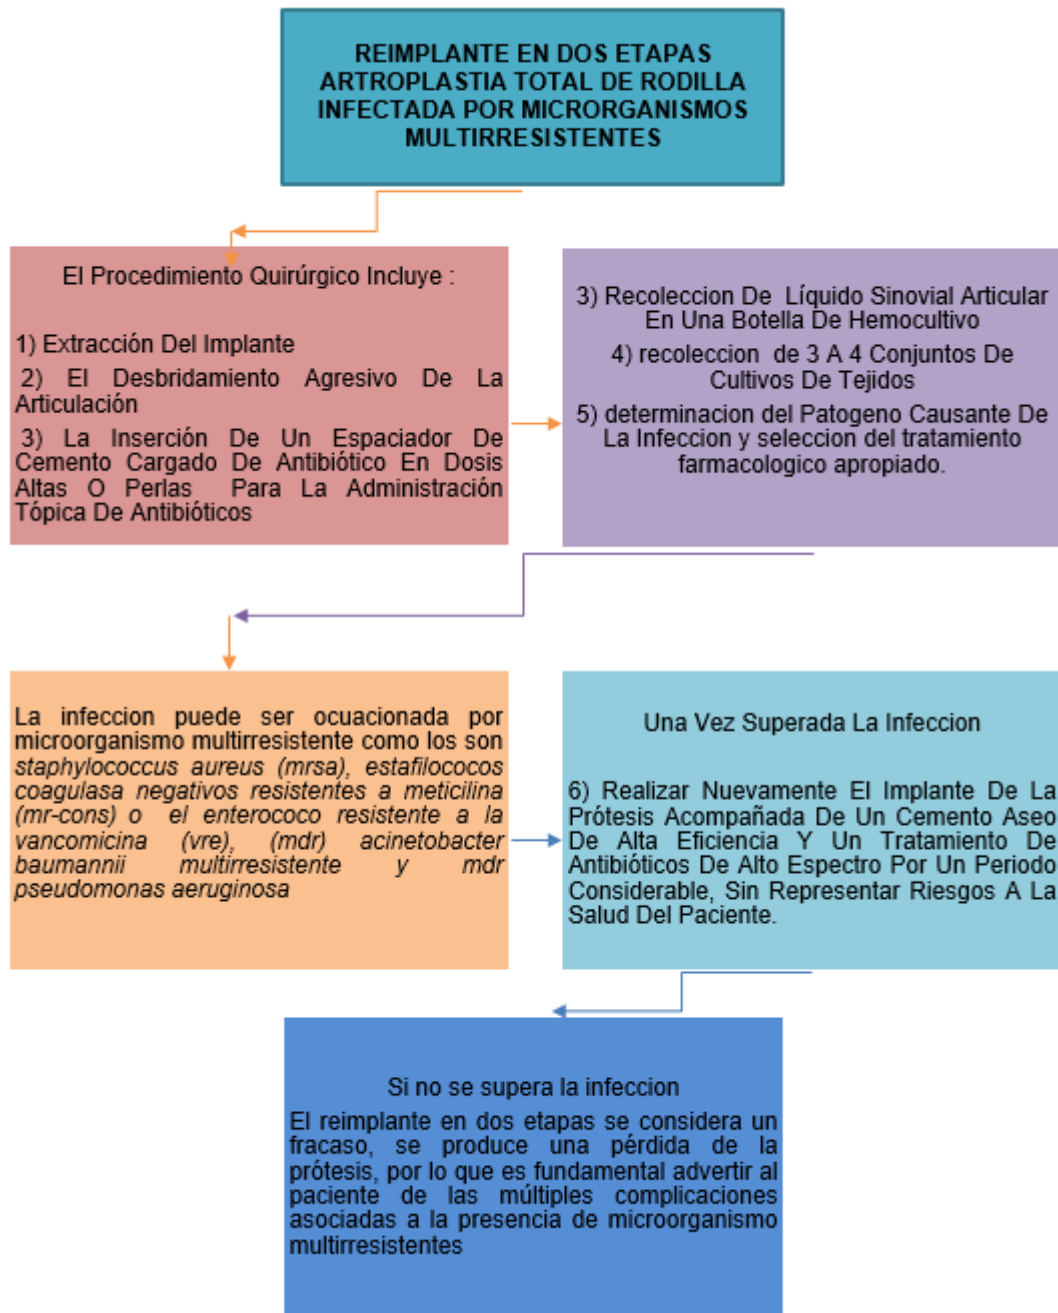 REIMPLANTE EN DOS ETAPAS
ARTROPLASTIA TOTAL DE RODILLA
INFECTADA POR MICRORGANISMOS
MULTIRRESISTENTES
El Procedimiento Quirúrgico Incluye :
1) Extracción Del Implante
2) El Desbridamiento Agresivo De La
Articulación
3) La Inserción De Un Espaciador De
Cemento Cargado De Antibiótico En Dosis
Altas O Perlas Para La Administración
Tópica De Antibióticos
3) Recoleccion De Líquido Sinovial Articular
En Una Botella De Hemocultivo
4) recoleccion de 3 A 4 Conjuntos De
Cultivos De Tejidos
5) determinacion del Patogeno Causante De
La Infeccion y seleccion del tratamiento
farmacologico apropiado.
La infeccion puede ser ocuacionada por
microorganismo multirresistente como los son
staphylococcus aureus (mrsa), estafilococos
coagulasa negativos resistentes a meticilina
(mr-cons) o el enterococo resistente a la
vancomicina (vre), (mdr) acinetobacter
baumannii multirresistente y mdr
pseudomonas aeruginosa
Una Vez Superada La Infeccion
6) Realizar Nuevamente El Implante De La
Prótesis Acompañada De Un Cemento Aseo
De Alta Eficiencia Y Un Tratamiento De
Antibióticos De Alto Espectro Por Un Periodo
Considerable, Sin Representar Riesgos A La
Salud Del Paciente.
Si no se supera la infeccion
El reimplante en dos etapas se considera un
fracaso, se produce una pérdida de la
prótesis, por lo que es fundamental advertir al
paciente de las múltiples complicaciones
asociadas a la presencia de microorganismo
multirresistentes